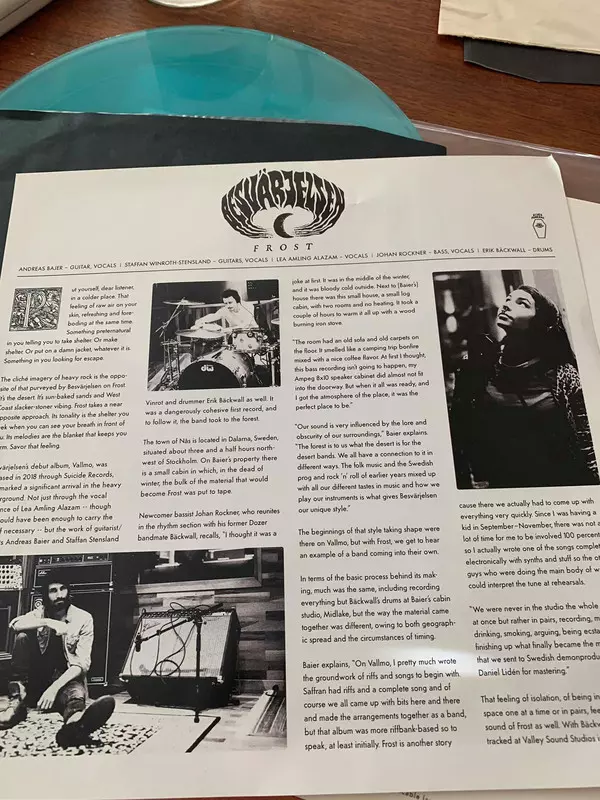 BESVÄRJELSEN
FROST
ANDREAS BAIER – GUITAR, VOCALS | STAFFAN WINROTH-STENSLAND – GUITARS, VOCALS | LEA AMLING ALAZAM – VOCALS | JOHAN ROCKNER – BASS, VOCALS | ERIK BÄCKWALL – DRUMS
P
ut yourself, dear listener,
in a colder place. That
feeling of raw air on your
skin, refreshing and fore-
boding at the same time.
Something preternatural
in you telling you to take shelter. Or make
shelter. Or put on a damn jacket, whatever it is.
Something in you looking for escape.
The cliché imagery of heavy rock is the oppo-
site of that purveyed by Besvärjelsen on Frost.
It's the desert. It's sun-baked sands and West
Coast slacker-stoner vibing. Frost takes a near
opposite approach. Its tonality is the shelter you
eek when you can see your breath in front of
Its melodies are the blanket that keeps you
rm. Savor that feeling.
svärjelsen's debut album, Vallmo, was
ased in 2018 through Suicide Records,
marked a significant arrival in the heavy
rground. Not just through the vocal
nce of Lea Amling Alazam -- though
ould have been enough to carry the
f necessary -- but the work of guitarist/
s Andreas Baier and Staffan Stensland
dw
Vinrot and drummer Erik Bäckwall as well. It
was a dangerously cohesive first record, and
to follow it, the band took to the forest.
The town of Nås is located in Dalarna, Sweden,
situated about three and a half hours north-
west of Stockholm. On Baier's property there
is a small cabin in which, in the dead of
winter, the bulk of the material that would
become Frost was put to tape.
Newcomer bassist Johan Rockner, who reunites
in the rhythm section with his former Dozer
bandmate Bäckwall, recalls, "I thought it was a
joke at first. It was in the middle of the winter,
and it was bloody cold outside. Next to [Baier's]
house there was this small house, a small log
cabin, with two rooms and no heating. It took a
couple of hours to warm it all up with a wood
burning iron stove.
"The room had an old sofa and old carpets on
the floor. It smelled like a camping trip bonfire
mixed with a nice coffee flavor. At first I thought,
this bass recording isn't going to happen, my
Ampeg 8x10 speaker cabinet did almost not fit
into the doorway. But when it all was ready, and
I got the atmosphere of the place, it was the
perfect place to be."
"Our sound is very influenced by the lore and
obscurity of our surroundings," Baier explains.
"The forest is to us what the desert is for the
desert bands. We all have a connection to it in
different ways. The folk music and the Swedish
prog and rock 'n' roll of earlier years mixed up
with all our different tastes in music and how we
play our instruments is what gives Besvärjelsen
our unique style."
The beginnings of that style taking shape were
there on Vallmo, but with Frost, we get to hear
an example of a band coming into their own.
In terms of the basic process behind its mak-
ing, much was the same, including recording
everything but Bäckwall's drums at Baier's cabin
studio, Midlake, but the way the material came
together was different, owing to both geograph-
ic spread and the circumstances of timing.
Baier explains, "On Vallmo, I pretty much wrote
the groundwork of riffs and songs to begin with.
Saffran had riffs and a complete song and of
course we all came up with bits here and there
and made the arrangements together as a band,
but that album was more riffbank-based so to
speak, at least initially. Frost is another story
cause there we actually had to come up with
everything very quickly. Since I was having a
kid in September–November, there was not a
lot of time for me to be involved 100 percent
so I actually wrote one of the songs complet
electronically with synths and stuff so the ot
guys who were doing the main body of w
could interpret the tune at rehearsals.
"We were never in the studio the whole
at once but rather in pairs, recording, m
drinking, smoking, arguing, being ecsta
finishing up what finally became the m
that we sent to Swedish demonproduc
Daniel Lidén for mastering."
That feeling of isolation, of being in
space one at a time or in pairs, fee
sound of Frost as well. With Bäckw
tracked at Valley Sound Studios i